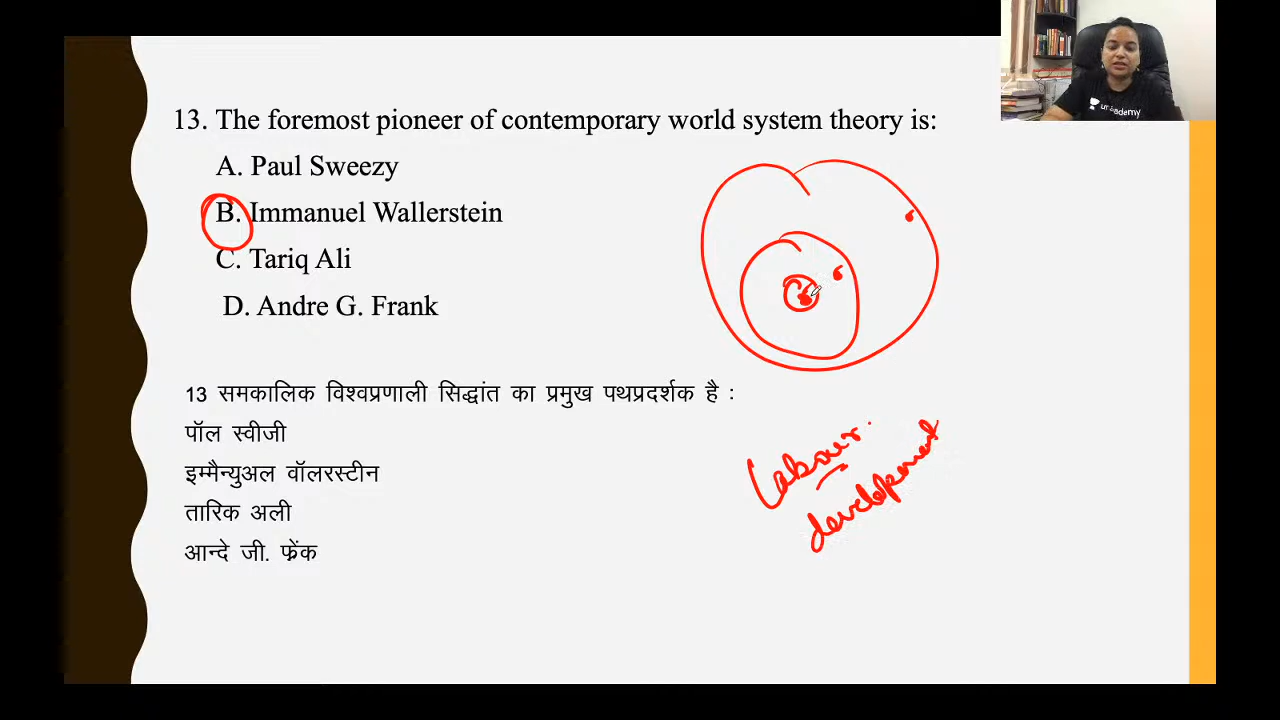 13. The foremost pioneer of contemporary world system theory is:
A. Paul Sweezy
B. Immanuel Wallerstein
C. Tariq Ali
D. Andre G. Frank
13 समकालिक विश्वप्रणाली सिद्धांत का प्रमुख पथप्रदर्शक है :
पॉल स्वीजी
इम्मैन्युअल वॉलरस्टीन
तारिक अली
आन्दे जी. फ्रेंक
Labour.
development